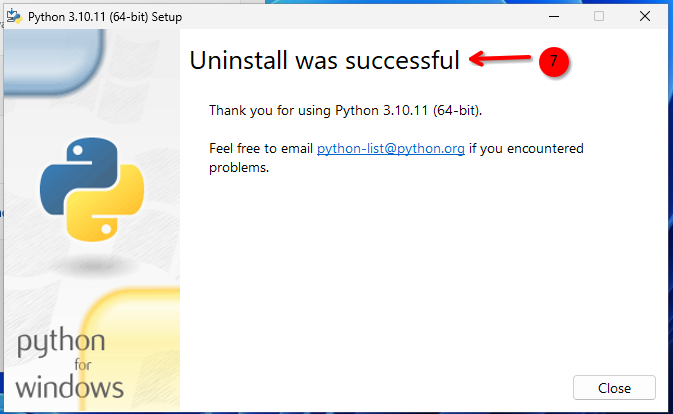 Python 3.10.11 (64-bit) Setup
Uninstall was successful
7
Thank you for using Python 3.10.11 (64-bit).
Feel free to email python-list@python.org if you encountered
problems.
python
for
windows
Close